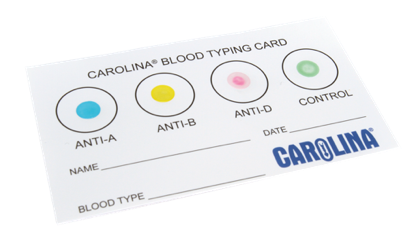 CAROLINA® BLOOD TYPING CARD
ANTI-A ANTI-B ANTI-D CONTROL
NAME DATE
BLOOD TYPE CAROLINA®